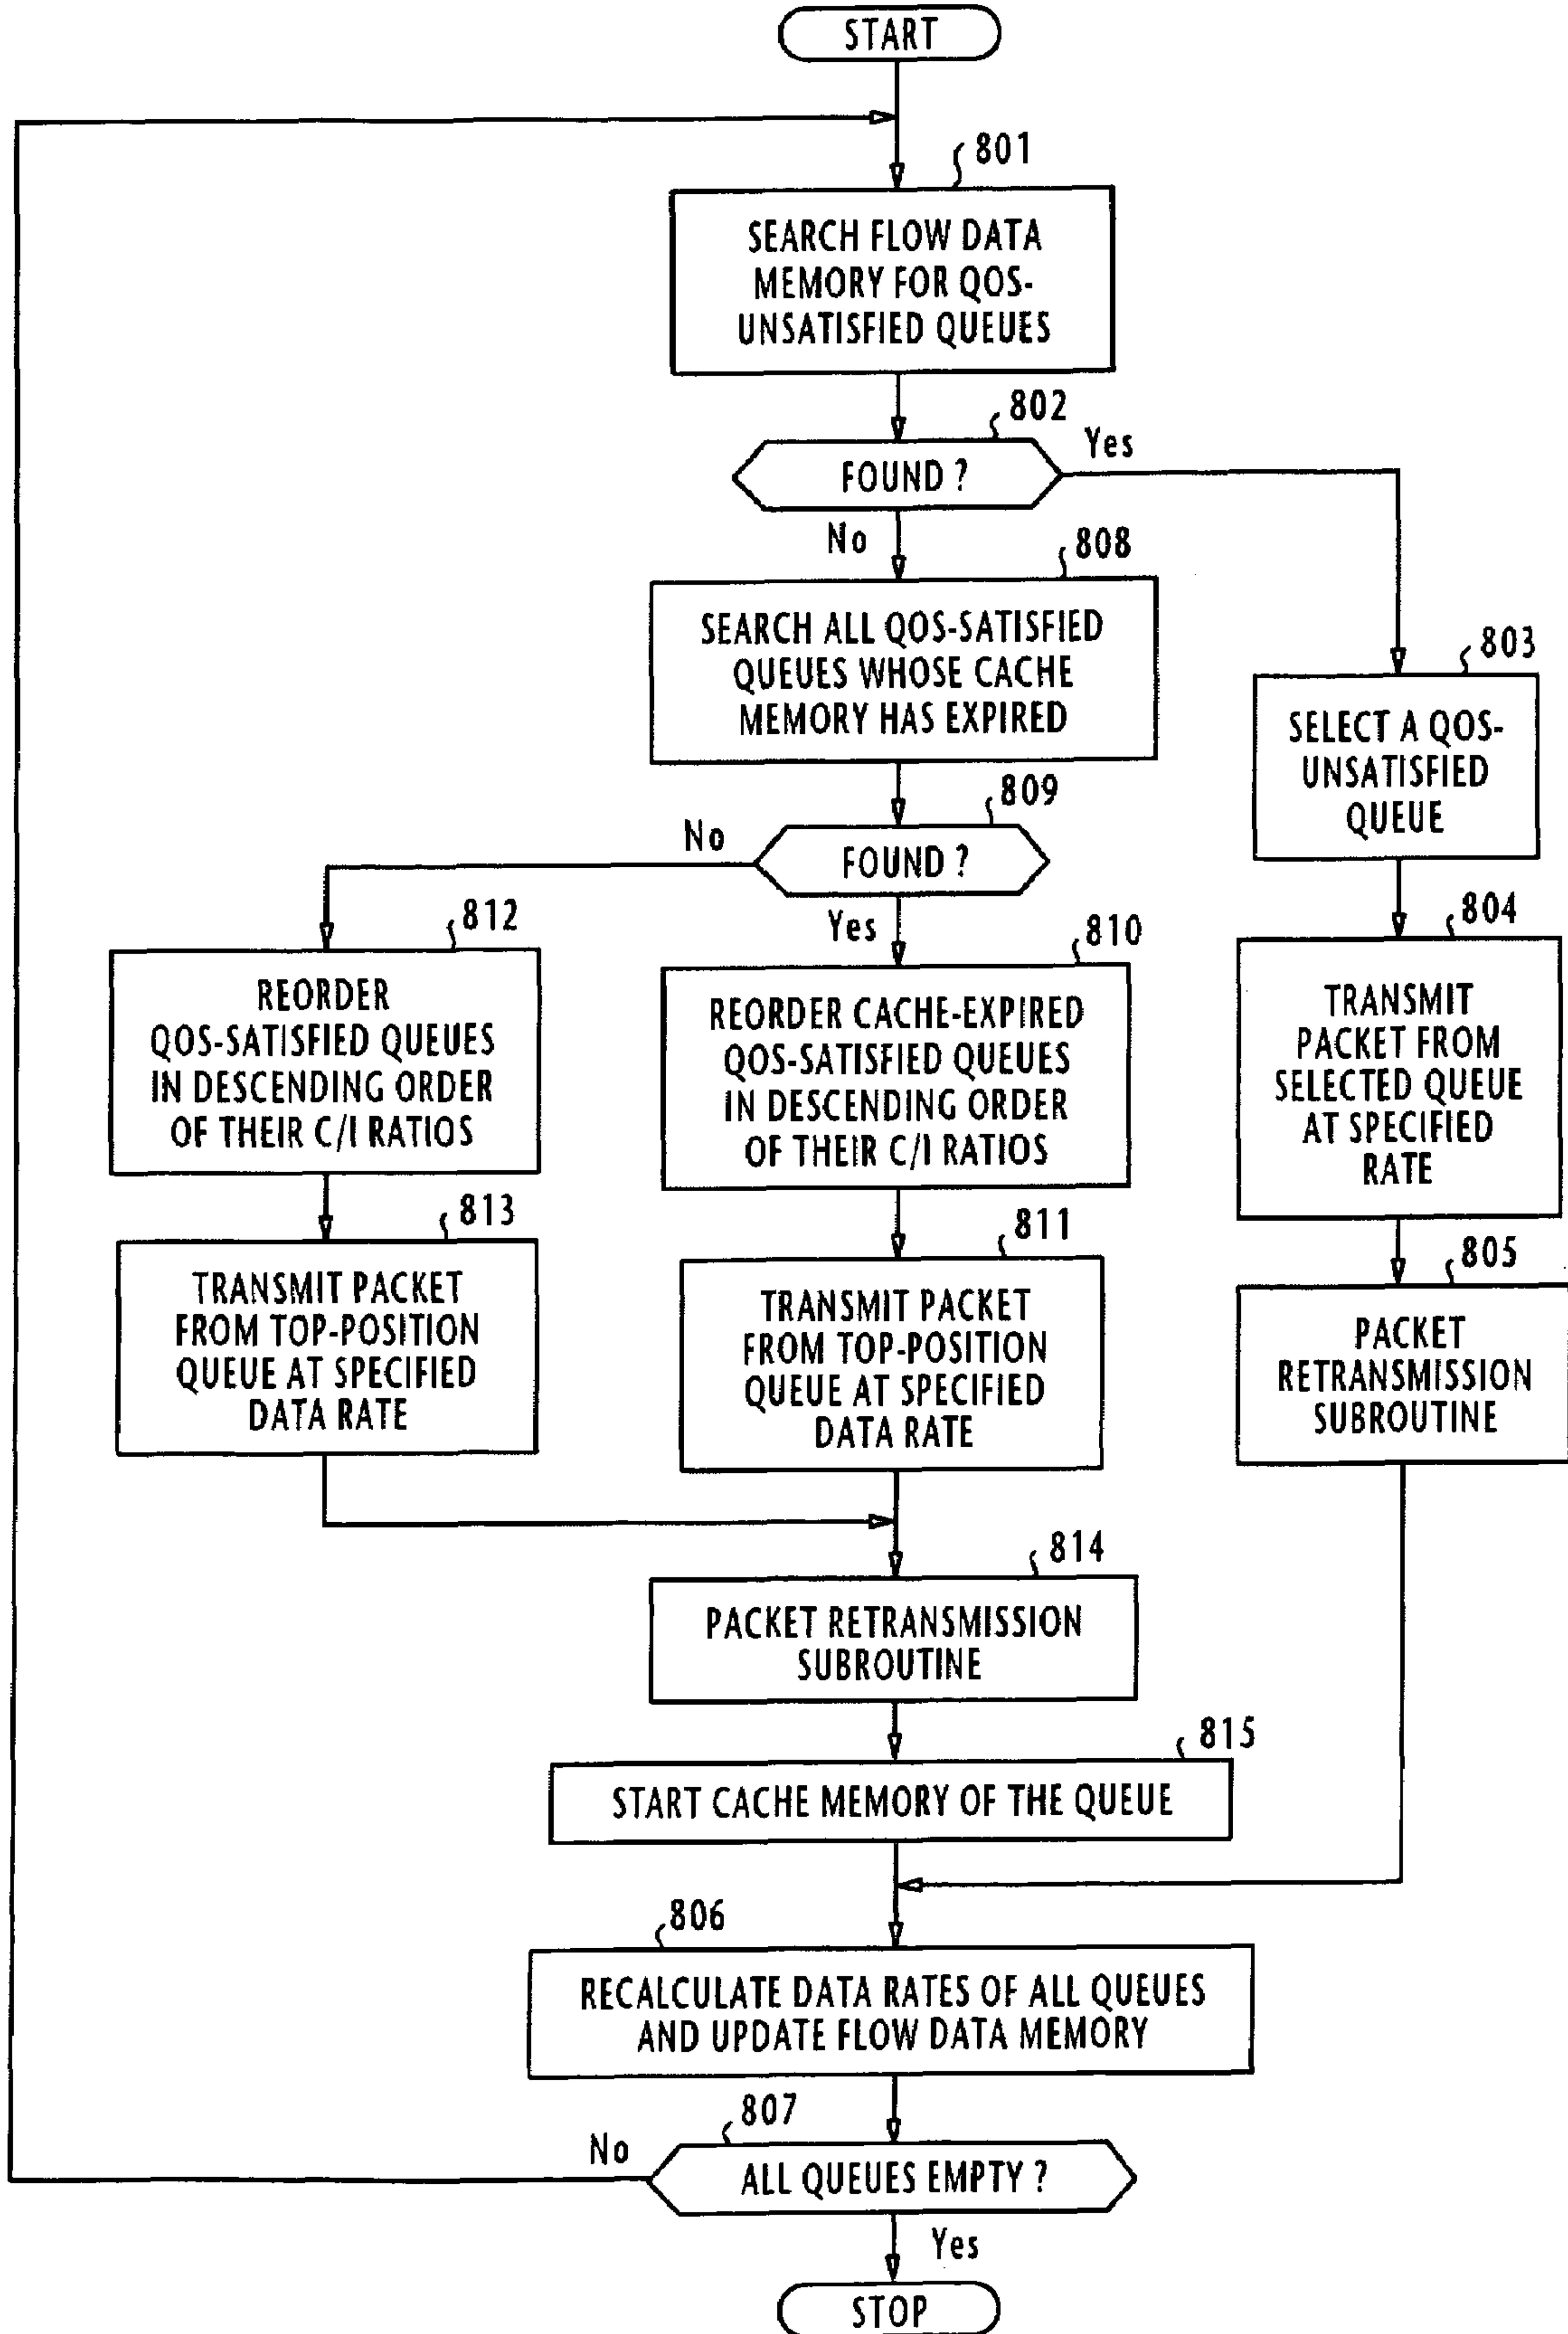 START
801
SEARCH FLOW DATA
MEMORY FOR QOS-
UNSATISFIED QUEUES
802
FOUND ?
Yes
No
808
SEARCH ALL QOS-SATISFIED
QUEUES WHOSE CACHE
MEMORY HAS EXPIRED
803
SELECT A QOS-
UNSATISFIED
QUEUE
809
FOUND ?
No
Yes
812
REORDER
QOS-SATISFIED QUEUES
IN DESCENDING ORDER
OF THEIR C/I RATIOS
810
REORDER CACHE-EXPIRED
QOS-SATISFIED QUEUES
IN DESCENDING ORDER
OF THEIR C/I RATIOS
804
TRANSMIT
PACKET FROM
SELECTED QUEUE
AT SPECIFIED
RATE
813
TRANSMIT PACKET
FROM TOP-POSITION
QUEUE AT SPECIFIED
DATA RATE
811
TRANSMIT PACKET
FROM TOP-POSITION
QUEUE AT SPECIFIED
DATA RATE
805
PACKET
RETRANSMISSION
SUBROUTINE
814
PACKET RETRANSMISSION
SUBROUTINE
815
START CACHE MEMORY OF THE QUEUE
806
RECALCULATE DATA RATES OF ALL QUEUES
AND UPDATE FLOW DATA MEMORY
807
No
ALL QUEUES EMPTY ?
Yes
STOP